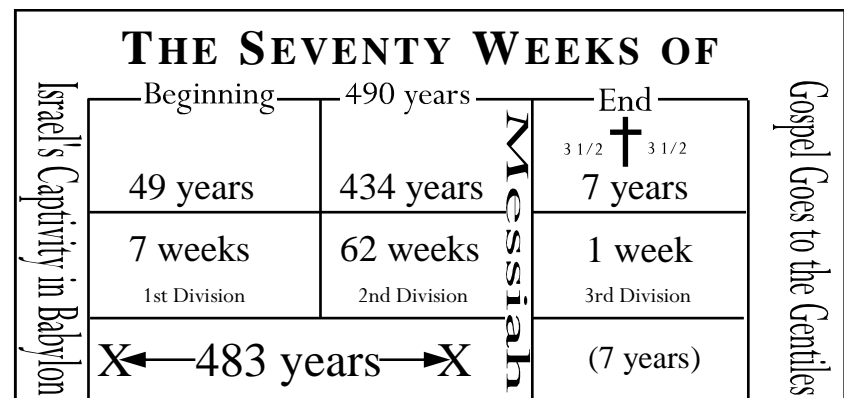 THE SEVENTY WEEKS OF
Israel's Captivity in Babylon
Beginning 490 years End
Messiah
3 1/2 3 1/2
49 years 434 years 7 years
7 weeks 62 weeks 1 week
1st Division 2nd Division 3rd Division
X 483 years X (7 years)
Gospel Goes to the Gentiles